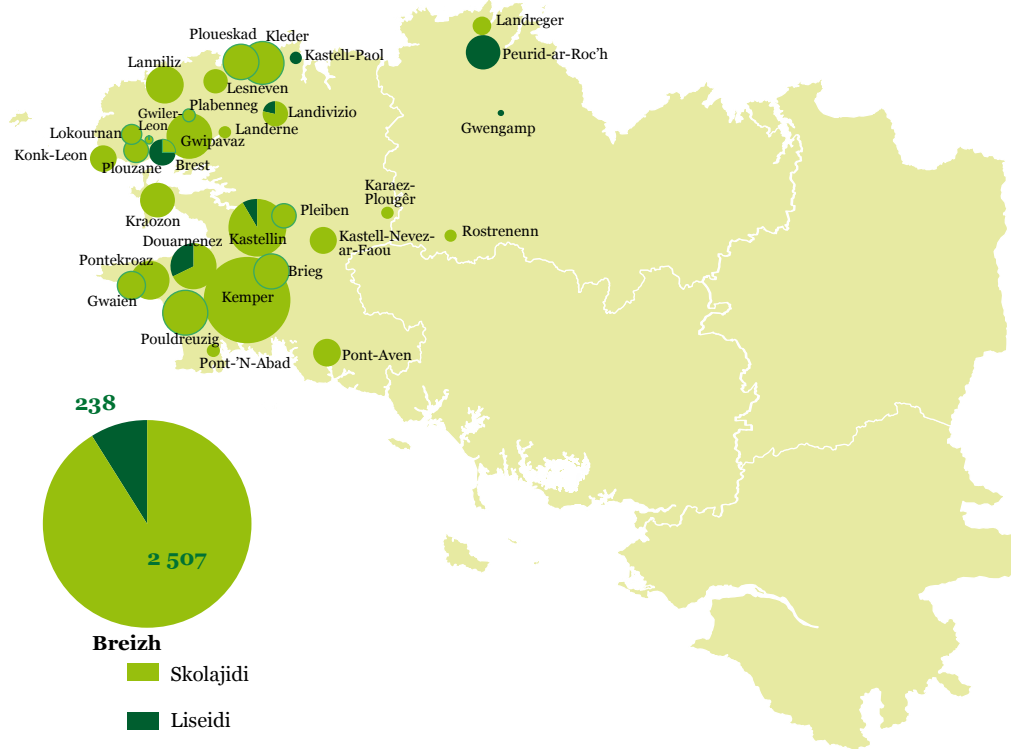 Landreger
Peurid-ar-Roc'h
Ploueskad
Kleder
Kastell-Paol
Lanniliz
Lesneven
Plabenneg
Landivizio
Gwiler-
Leon
Landerne
Gwengamp
Lokournan
Gwipavaz
Konk-Leon
Plouzane
Brest
Karaez-
Plougêr
Kraozon
Pleiben
Rostrenenn
Douarnenez
Kastellin
Kastell-Nevez-
ar-Faou
Pontekroaz
Brieg
Gwaien
Kemper
Pouldreuzig
Pont-'N-Abad
Pont-Aven
238
2 507
Breizh
Skolajidi
Liseidi